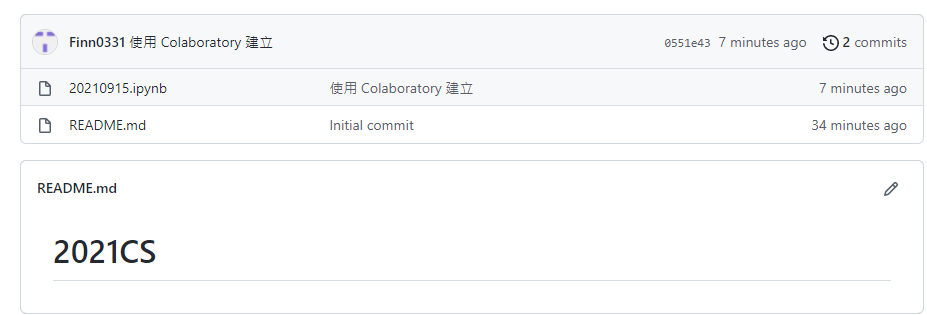 Finn0331 使用 Colaboratory 建立 0551e43 7 minutes ago 2 commits
20210915.ipynb 使用 Colaboratory 建立 7 minutes ago
README.md Initial commit 34 minutes ago
README.md
2021CS